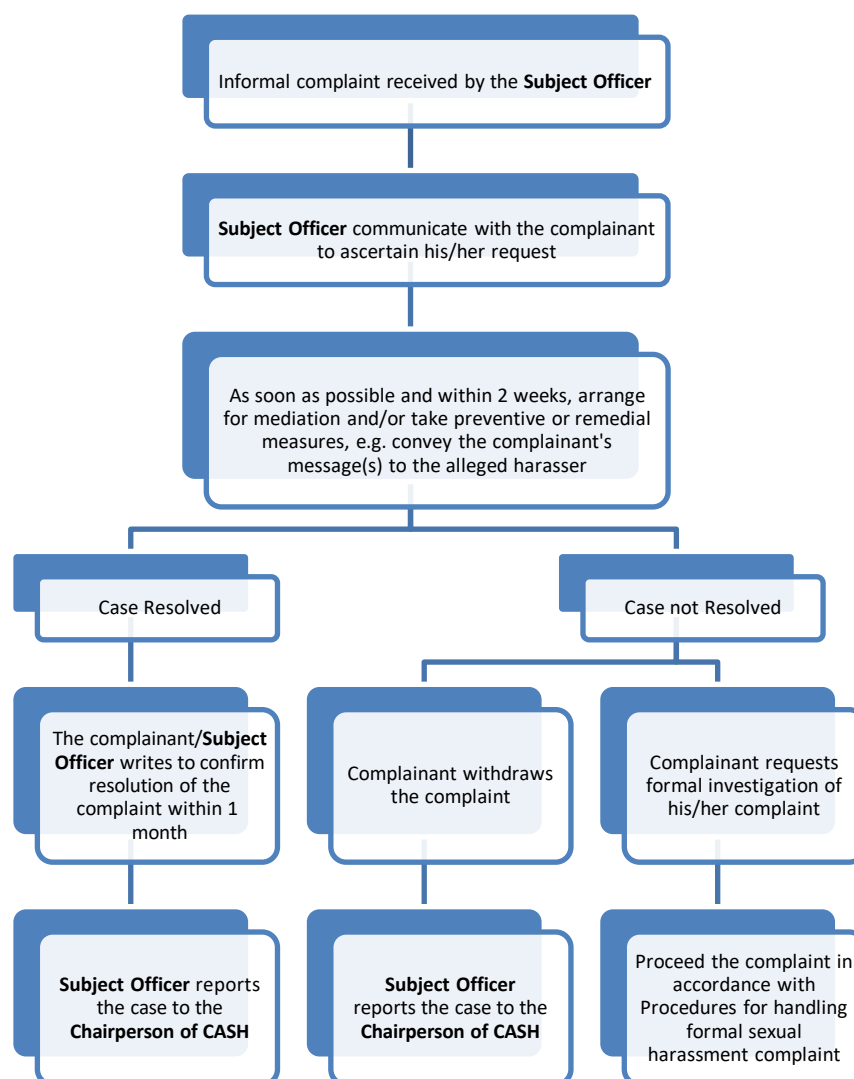 Informal complaint received by the Subject Officer
Subject Officer communicate with the complainant
to ascertain his/her request
As soon as possible and within 2 weeks, arrange
for mediation and/or take preventive or remedial
measures, e.g. convey the complainant's
message(s) to the alleged harasser
Case Resolved
Case not Resolved
The complainant/Subject
Officer writes to confirm
resolution of the
complaint within 1
month
Complainant withdraws
the complaint
Complainant requests
formal investigation of
his/her complaint
Subject Officer reports
the case to the
Chairperson of CASH
Subject Officer
reports the case to the
Chairperson of CASH
Proceed the complaint in
accordance with
Procedures for handling
formal sexual
harassment complaint